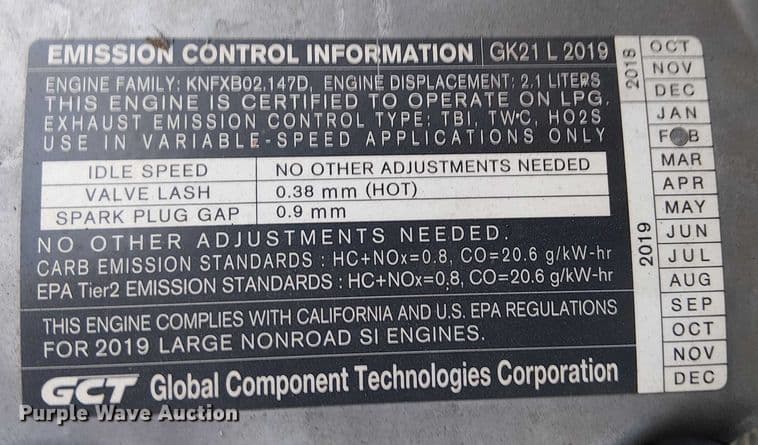 EMISSION CONTROL INFORMATION GK21 L 2019
ENGINE FAMILY: KNFXB02.147D, ENGINE DISPLACEMENT: 2.1 LITERS
THIS ENGINE IS CERTIFIED TO OPERATE ON LPG.
EXHAUST EMISSION CONTROL TYPE: TBI, TWC, HO2S
USE IN VARIABLE-SPEED APPLICATIONS ONLY
IDLE SPEED NO OTHER ADJUSTMENTS NEEDED
VALVE LASH 0.38 mm (HOT)
SPARK PLUG GAP 0.9 mm
NO OTHER ADJUSTMENTS NEEDED.
CARB EMISSION STANDARDS : HC+NOx=0.8, CO=20.6 g/kW-hr
EPA Tier2 EMISSION STANDARDS : HC+NOx=0.8, CO=20.6 g/kW-hr
THIS ENGINE COMPLIES WITH CALIFORNIA AND U.S. EPA REGULATIONS
FOR 2019 LARGE NONROAD SI ENGINES.
GCT Global Component Technologies Corporation
2018
OCT
NOV
DEC
2019
JAN
FEB
MAR
APR
MAY
JUN
JUL
AUG
SEP
OCT
NOV
DEC
Purple Wave Auction